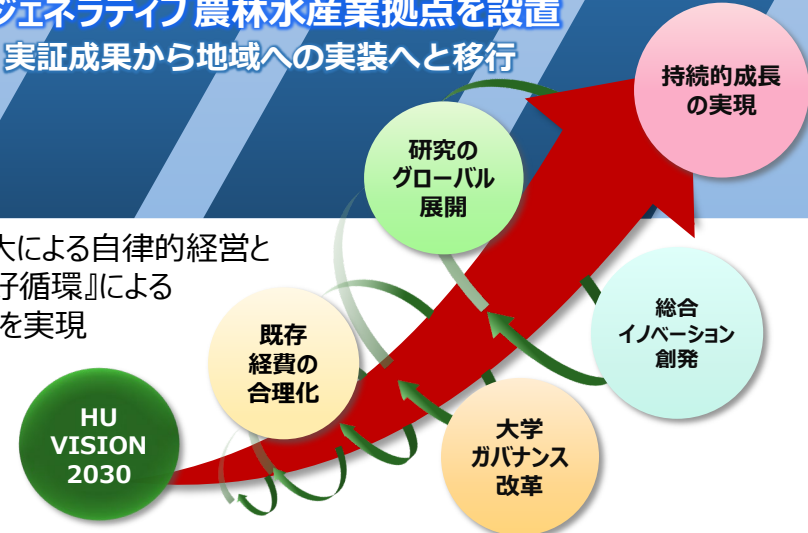 ジェネラティブ農林水産業拠点を設置
実証成果から地域への実装へと移行
持続的成長
の実現
研究の
グローバル
展開
大による自律的経営と
好循環』による
を実現
総合
イノベーション
創発
既存
経費の
合理化
HU
VISION
2030
大学
ガバナンス
改革